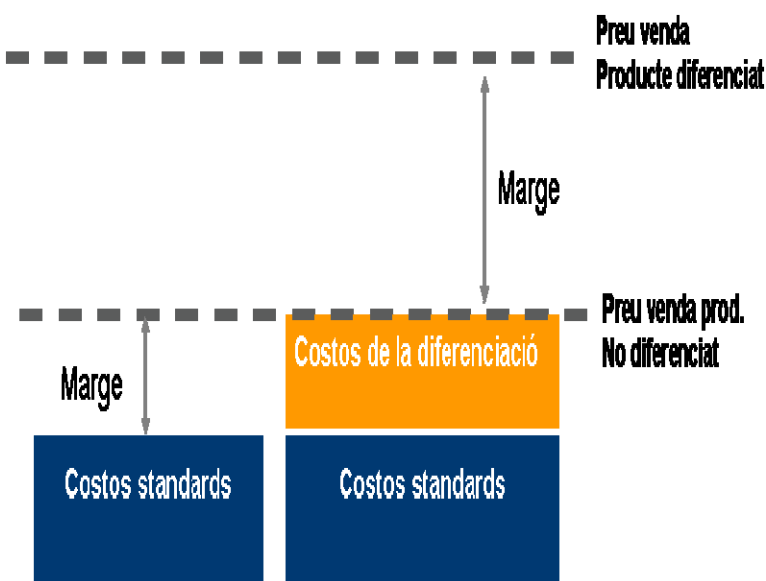 Preu venda
Producte diferenciat
Marge
Preu venda prod.
No diferenciat
Costos de la diferenciació
Marge
Costos standards
Costos standards